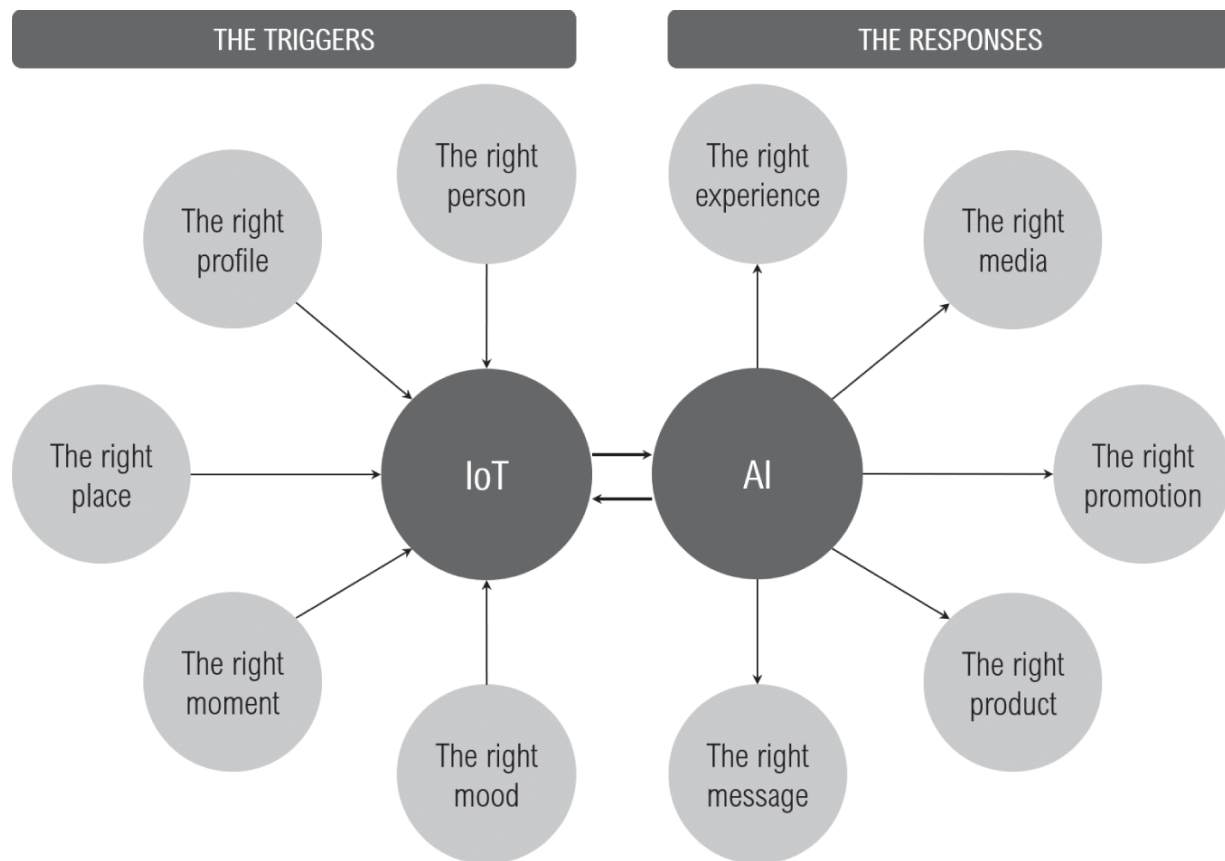 THE TRIGGERS
THE RESPONSES
The right
person
The right
experience
The right
profile
The right
media
The right
place
IoT
AI
The right
promotion
The right
moment
The right
product
The right
mood
The right
message